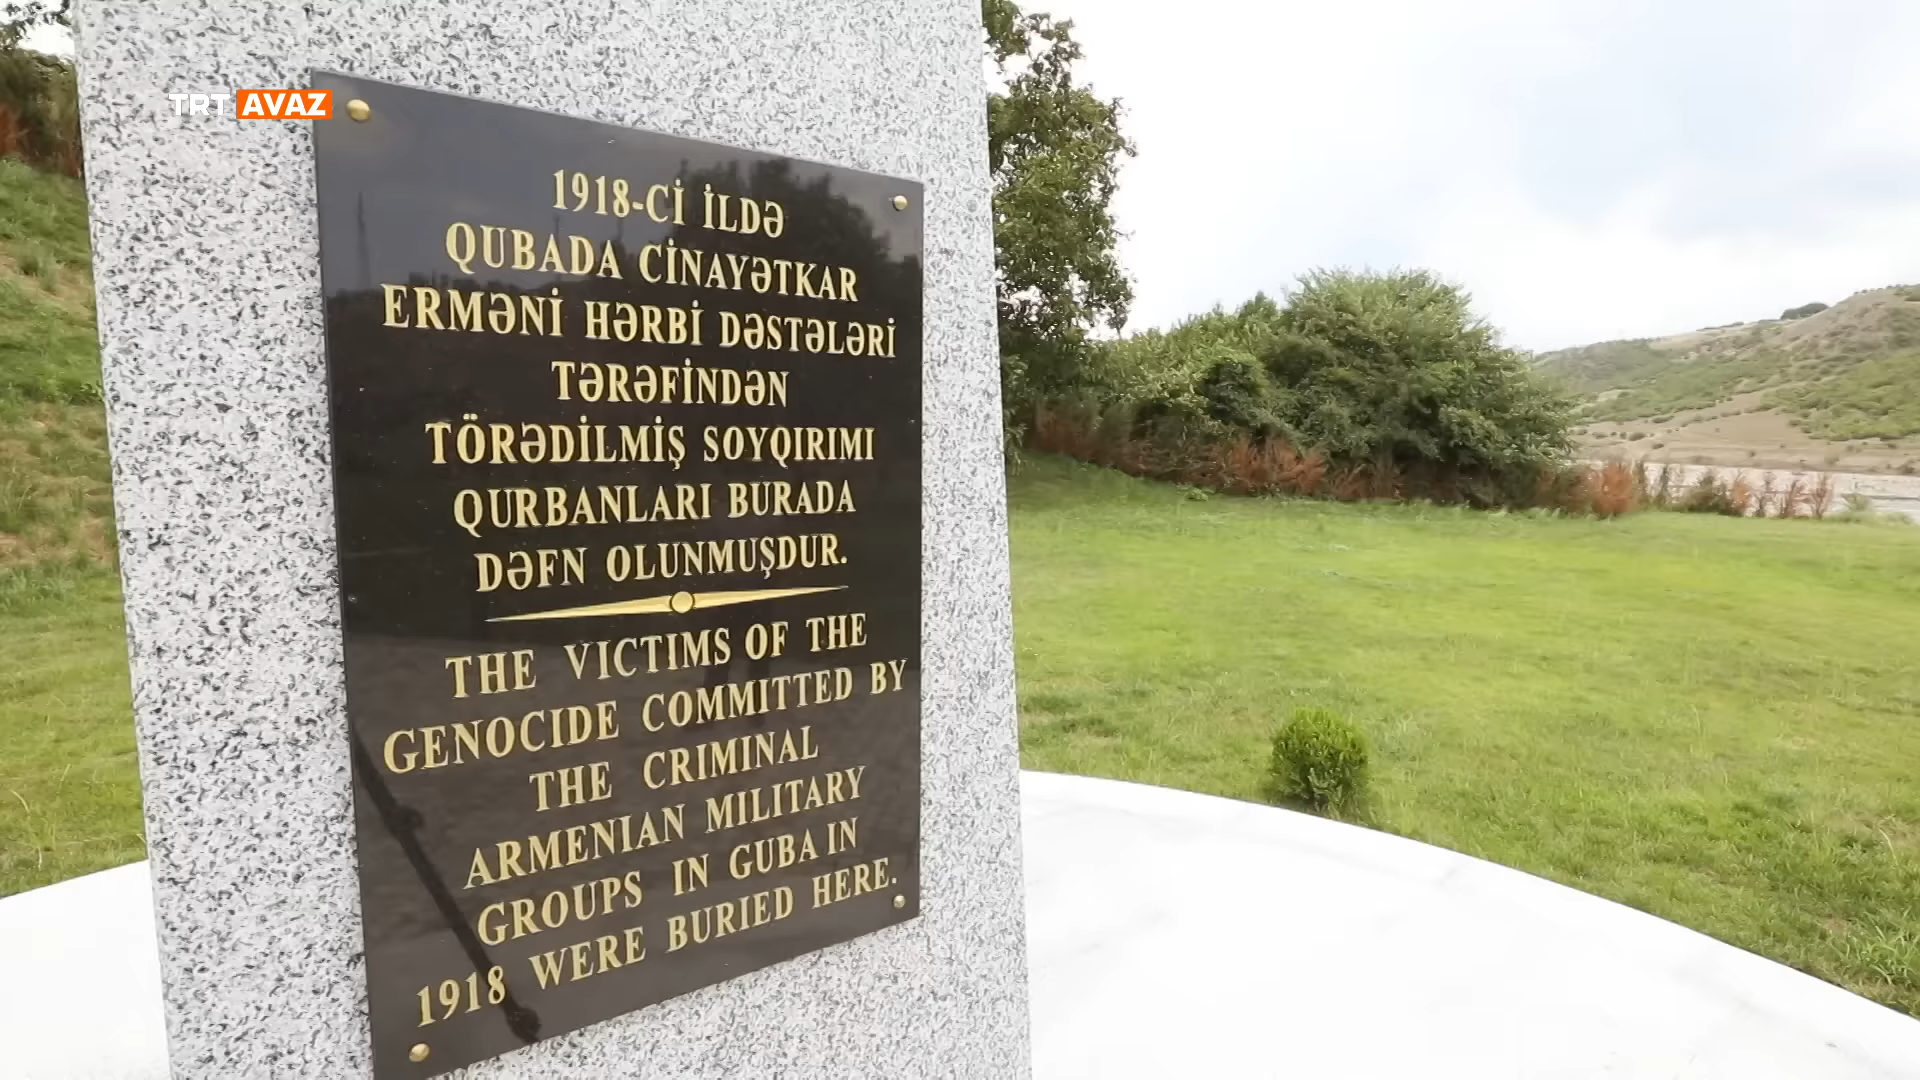 TRT AVAZ
1918-Cİ İLDƏ
QUBADA CİNAYƏTKAR
ERMƏNİ HƏRBİ DƏSTƏLƏRİ
TƏRƏFİNDƏN
TÖRƏDİLMİŞ SOYQIRIMI
QURBANLARI BURADA
DƏFN OLUNMUŞDUR.
THE VICTIMS OF THE
GENOCIDE COMMITTED BY
THE CRIMINAL
ARMENIAN MILITARY
GROUPS IN GUBA IN
1918 WERE BURIED HERE.